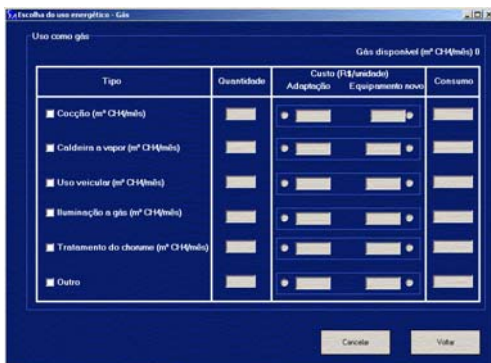 Escolha do uso energético - Gás
Uso como gás
Gás disponível (m³ CH4/mês) 0
Tipo Quantidade Custo (R$/unidade) Consumo
Adaptação Equipamento novo
Cocção (m³ CH4/mês)
Caldeira a vapor (m³ CH4/mês)
Uso veicular (m³ CH4/mês)
Iluminação a gás (m³ CH4/mês)
Tratamento do chorume (m³ CH4/mês)
Outro
Cancelar Voltar